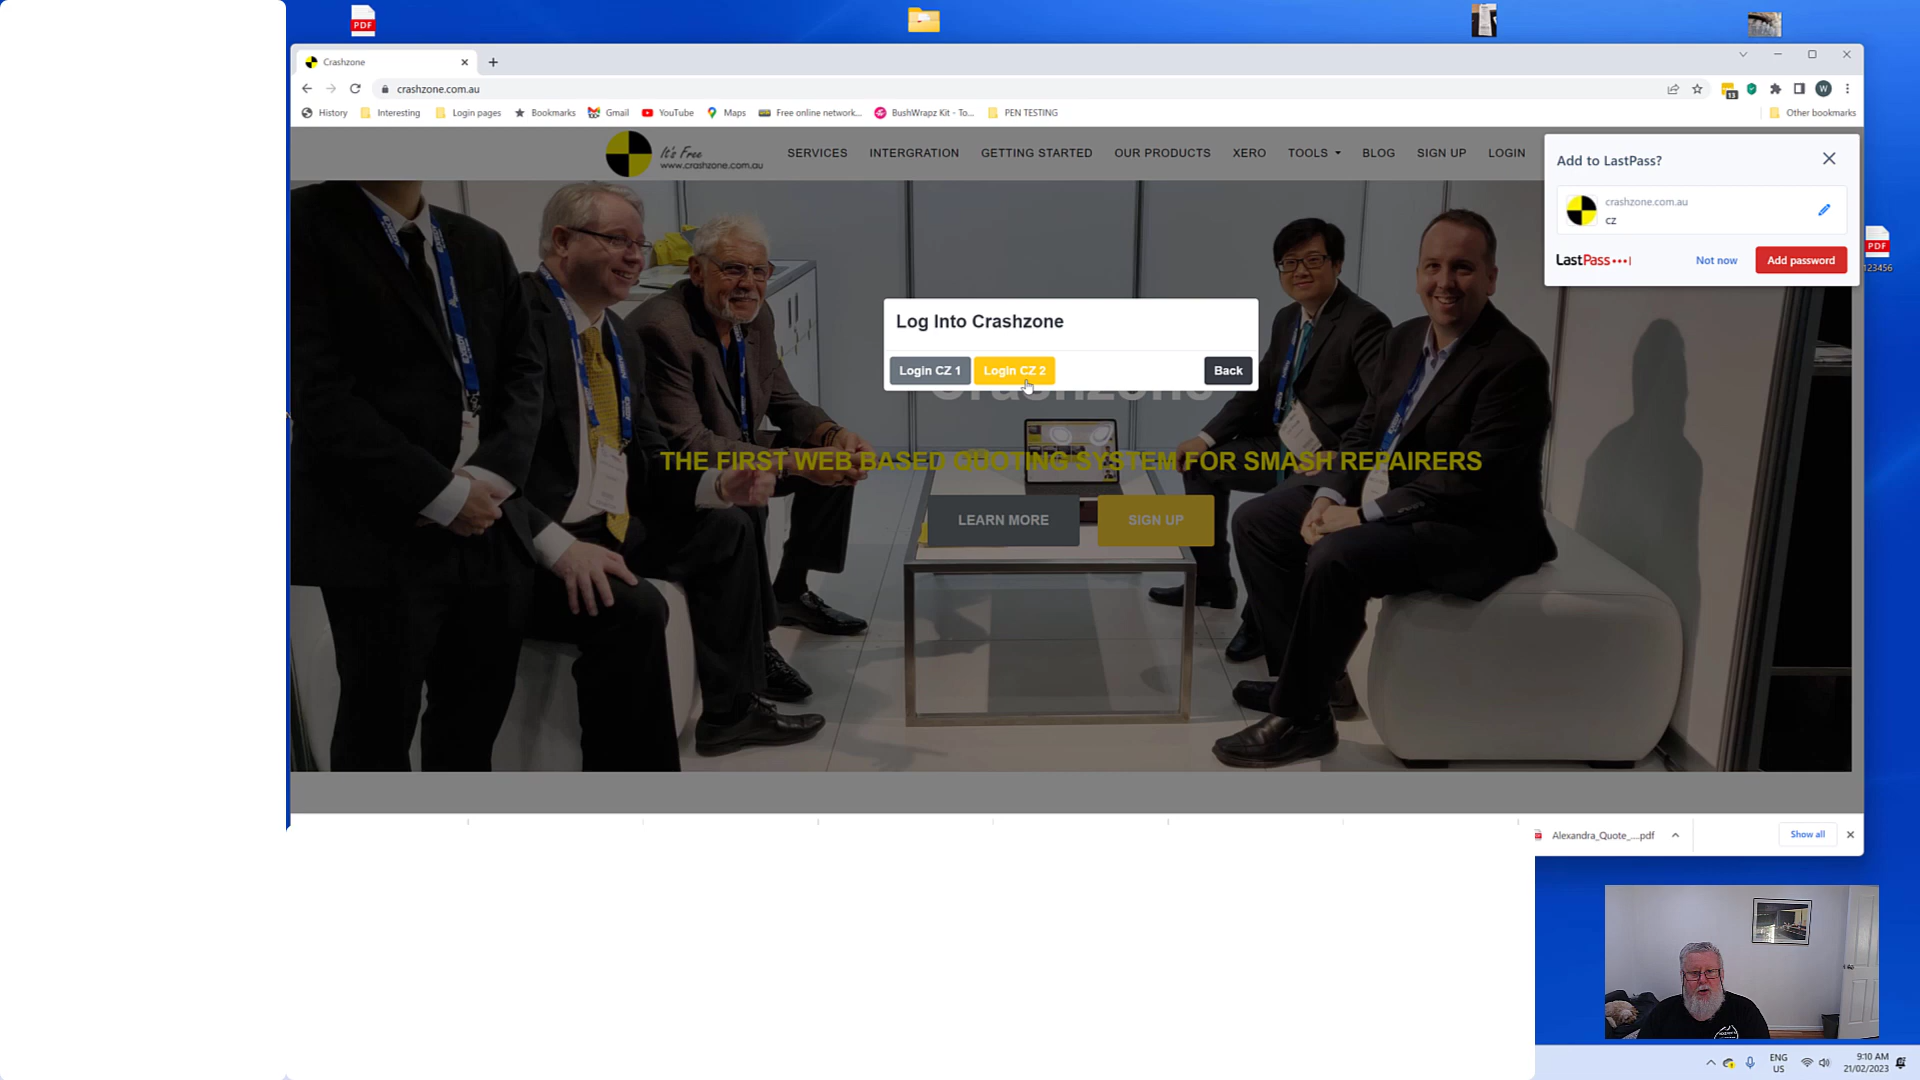 PDF
Crashzone
crashzone.com.au
History
Interesting
Login pages
Bookmarks
Gmail
YouTube
Maps
Free online network...
BushWrapz Kit - To...
PEN TESTING
Other bookmarks
13
W
It's Free
www.crashzone.com.au
SERVICES
INTERGRATION
GETTING STARTED
OUR PRODUCTS
XERO
TOOLS
BLOG
SIGN UP
LOGIN
Add to LastPass?
crashzone.com.au
cz
LastPass
Not now
Add password
PDF
123456
Log Into Crashzone
Login CZ 1
Login CZ 2
Back
Crashzone
THE FIRST WEB BASED QUOTING SYSTEM FOR SMASH REPAIRERS
LEARN MORE
SIGN UP
Alexandra_Quote_....pdf
Show all
ENG
US
9:10 AM
21/02/2023